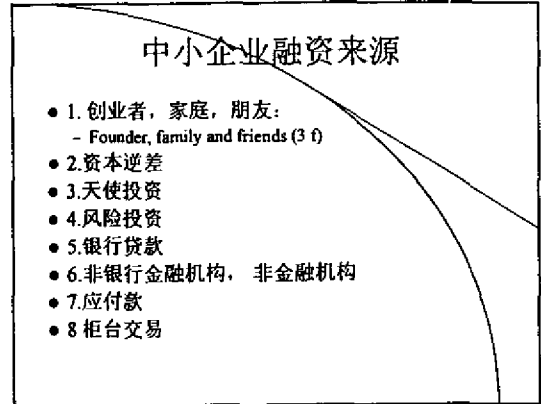 中小企业融资来源
● 1. 创业者，家庭，朋友：
– Founder, family and friends (3 f)
● 2.资本逆差
● 3.天使投资
● 4.风险投资
● 5.银行贷款
● 6.非银行金融机构， 非金融机构
● 7.应付款
● 8 柜台交易